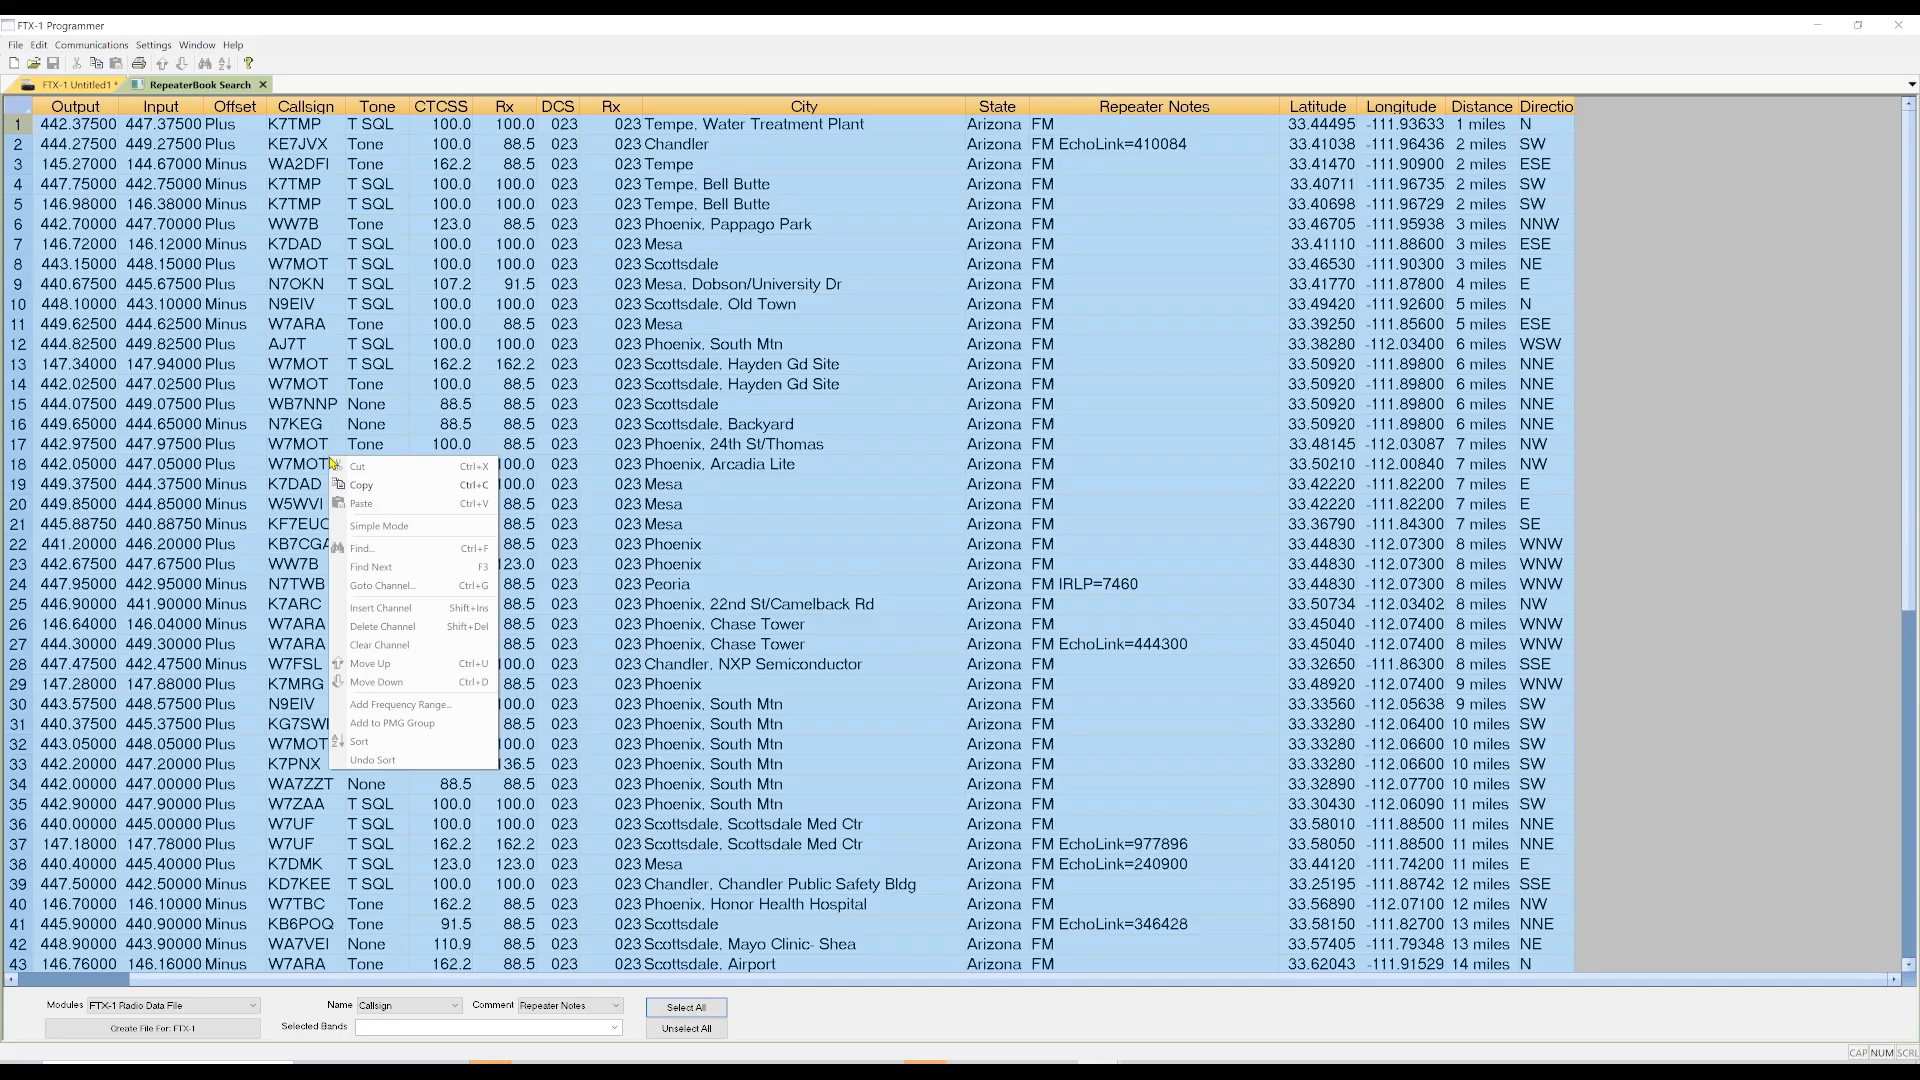 FTX-1 Programmer
File Edit Communications Settings Window Help
FTX-1 Untitled1 * RepeaterBook Search
Output Input Offset Callsign Tone CTCSS Rx DCS Rx City State Repeater Notes Latitude Longitude Distance Directio
1 442.37500 447.37500 Plus K7TMP T SQL 100.0 100.0 023 023 Tempe, Water Treatment Plant Arizona FM 33.44495 -111.93633 1 miles N
2 444.27500 449.27500 Plus KE7JVX Tone 100.0 88.5 023 023 Chandler Arizona FM EchoLink=410084 33.41038 -111.96436 2 miles SW
3 145.27000 144.67000 Minus WA2DFI Tone 162.2 88.5 023 023 Tempe Arizona FM 33.41470 -111.90900 2 miles ESE
4 447.75000 442.75000 Minus K7TMP T SQL 100.0 100.0 023 023 Tempe, Bell Butte Arizona FM 33.40711 -111.96735 2 miles SW
5 146.98000 146.38000 Minus K7TMP T SQL 100.0 100.0 023 023 Tempe, Bell Butte Arizona FM 33.40698 -111.96729 2 miles SW
6 442.70000 447.70000 Plus WW7B Tone 123.0 88.5 023 023 Phoenix, Pappago Park Arizona FM 33.46705 -111.95938 3 miles NNW
7 146.72000 146.12000 Minus K7DAD T SQL 100.0 100.0 023 023 Mesa Arizona FM 33.41110 -111.88600 3 miles ESE
8 443.15000 448.15000 Plus W7MOT T SQL 100.0 100.0 023 023 Scottsdale Arizona FM 33.46530 -111.90300 3 miles NE
9 440.67500 445.67500 Plus N7OKN T SQL 107.2 91.5 023 023 Mesa, Dobson/University Dr Arizona FM 33.41770 -111.87800 4 miles E
10 448.10000 443.10000 Minus N9EIV T SQL 100.0 100.0 023 023 Scottsdale, Old Town Arizona FM 33.49420 -111.92600 5 miles N
11 449.62500 444.62500 Minus W7ARA Tone 100.0 88.5 023 023 Mesa Arizona FM 33.39250 -111.85600 5 miles ESE
12 444.82500 449.82500 Plus AJ7T T SQL 100.0 88.5 023 023 Phoenix, South Mtn Arizona FM 33.38280 -112.03400 6 miles WSW
13 147.34000 147.94000 Plus W7MOT T SQL 162.2 162.2 023 023 Scottsdale, Hayden Gd Site Arizona FM 33.50920 -111.89800 6 miles NNE
14 442.02500 447.02500 Plus W7MOT Tone 100.0 88.5 023 023 Scottsdale, Hayden Gd Site Arizona FM 33.50920 -111.89800 6 miles NNE
15 444.07500 449.07500 Plus WB7NNP None 88.5 88.5 023 023 Scottsdale Arizona FM 33.50920 -111.89800 6 miles NNE
16 449.65000 444.65000 Minus N7KEG None 88.5 88.5 023 023 Scottsdale, Backyard Arizona FM 33.50920 -111.89800 6 miles NNE
17 442.97500 447.97500 Plus W7MOT Tone 100.0 88.5 023 023 Phoenix, 24th St/Thomas Arizona FM 33.48145 -112.03087 7 miles NW
18 442.05000 447.05000 Plus W7MOT 100.0 023 023 Phoenix, Arcadia Lite Arizona FM 33.50210 -112.00840 7 miles NW
19 449.37500 444.37500 Minus K7DAD 88.5 023 023 Mesa Arizona FM 33.42220 -111.82200 7 miles E
20 449.85000 444.85000 Minus W5WVI 88.5 023 023 Mesa Arizona FM 33.42220 -111.82200 7 miles E
21 445.88750 440.88750 Minus KF7EUO 88.5 023 023 Mesa Arizona FM 33.36790 -111.84300 7 miles SE
22 441.20000 446.20000 Plus KB7CGA 88.5 023 023 Phoenix Arizona FM 33.44830 -112.07300 8 miles WNW
23 442.67500 447.67500 Plus WW7B 123.0 023 023 Phoenix Arizona FM 33.44830 -112.07300 8 miles WNW
24 447.95000 442.95000 Minus N7TWB 88.5 023 023 Peoria Arizona FM IRLP=7460 33.44830 -112.07300 8 miles WNW
25 446.90000 441.90000 Minus K7ARC 88.5 023 023 Phoenix, 22nd St/Camelback Rd Arizona FM 33.50734 -112.03402 8 miles NW
26 146.64000 146.04000 Minus W7ARA 88.5 023 023 Phoenix, Chase Tower Arizona FM 33.45040 -112.07400 8 miles WNW
27 444.30000 449.30000 Plus W7ARA 88.5 023 023 Phoenix, Chase Tower Arizona FM EchoLink=444300 33.45040 -112.07400 8 miles WNW
28 447.47500 442.47500 Minus W7FSL 100.0 023 023 Chandler, NXP Semiconductor Arizona FM 33.32650 -111.86300 8 miles SSE
29 147.28000 147.88000 Plus K7MRG 88.5 023 023 Phoenix Arizona FM 33.48920 -112.07400 9 miles WNW
30 443.57500 448.57500 Plus N9EIV 88.5 023 023 Phoenix, South Mtn Arizona FM 33.33560 -112.05638 9 miles SW
31 440.37500 445.37500 Plus KG7SWI 88.5 023 023 Phoenix, South Mtn Arizona FM 33.33280 -112.06400 10 miles SW
32 443.05000 448.05000 Plus W7MOT 100.0 023 023 Phoenix, South Mtn Arizona FM 33.33280 -112.06600 10 miles SW
33 442.20000 447.20000 Plus K7PNX 136.5 023 023 Phoenix, South Mtn Arizona FM 33.33280 -112.06600 10 miles SW
34 442.00000 447.00000 Plus WA7ZZT None 88.5 88.5 023 023 Phoenix, South Mtn Arizona FM 33.32890 -112.07700 10 miles SW
35 442.90000 447.90000 Plus W7ZAA T SQL 100.0 100.0 023 023 Phoenix, South Mtn Arizona FM 33.30430 -112.06090 11 miles SW
36 440.00000 445.00000 Plus W7UF T SQL 100.0 100.0 023 023 Scottsdale, Scottsdale Med Ctr Arizona FM 33.58010 -111.88500 11 miles NNE
37 147.18000 147.78000 Plus W7UF T SQL 162.2 162.2 023 023 Scottsdale, Scottsdale Med Ctr Arizona FM EchoLink=977896 33.58050 -111.88500 11 miles NNE
38 440.40000 445.40000 Plus K7DMK T SQL 123.0 123.0 023 023 Mesa Arizona FM EchoLink=240900 33.44120 -111.74200 11 miles E
39 447.50000 442.50000 Minus KD7KEE T SQL 100.0 100.0 023 023 Chandler, Chandler Public Safety Bldg Arizona FM 33.25195 -111.88742 12 miles SSE
40 146.70000 146.10000 Minus W7TBC Tone 162.2 88.5 023 023 Phoenix, Honor Health Hospital Arizona FM 33.56890 -112.07100 12 miles NW
41 445.90000 440.90000 Minus KB6POQ Tone 91.5 88.5 023 023 Scottsdale Arizona FM EchoLink=346428 33.58150 -111.82700 13 miles NNE
42 448.90000 443.90000 Minus WA7VEI None 110.9 88.5 023 023 Scottsdale, Mayo Clinic- Shea Arizona FM 33.57405 -111.79348 13 miles NE
43 146.76000 146.16000 Minus W7ARA Tone 162.2 88.5 023 023 Scottsdale, Airport Arizona FM 33.62043 -111.91529 14 miles N
Cut Ctrl+X
Copy Ctrl+C
Paste Ctrl+V
Simple Mode
Find... Ctrl+F
Find Next F3
Goto Channel... Ctrl+G
Insert Channel Shift+Ins
Delete Channel Shift+Del
Clear Channel
Move Up Ctrl+U
Move Down Ctrl+D
Add Frequency Range...
Add to PMG Group
Sort
Undo Sort
Modules FTX-1 Radio Data File Name Callsign Comment Repeater Notes Select All
Create File For: FTX-1 Selected Bands Unselect All
CAP NUM SCRL